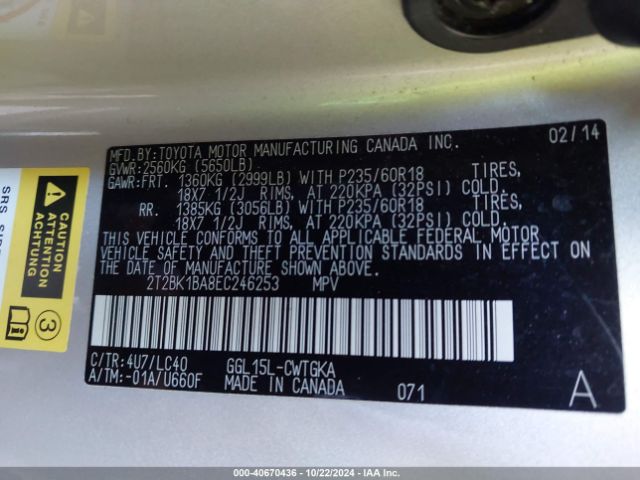 CAUTION
ACHTUNG
ATTENTION
SRS SIDE
3
MFD.BY:TOYOTA MOTOR MANUFACTURING CANADA INC. 02/14
GVWR:2560KG (5650LB)
GAWR:FRT. 1360KG (2999LB) WITH P235/60R18 TIRES,
18X7 1/2J RIMS, AT 220KPA (32PSI) COLD.
RR. 1385KG (3056LB) WITH P235/60R18 TIRES,
18X7 1/2J RIMS, AT 220KPA (32PSI) COLD.
THIS VEHICLE CONFORMS TO ALL APPLICABLE FEDERAL MOTOR
VEHICLE SAFETY AND THEFT PREVENTION STANDARDS IN EFFECT ON
THE DATE OF MANUFACTURE SHOWN ABOVE.
2T2BK1BA8EC246253 MPV
C/TR:4U7/LC40 GGL15L-CWTGKA
A/TM:-01A/U660F MADE IN CANADA 071 A
00-40670436 | 10/22/2024 | IAA Inc.